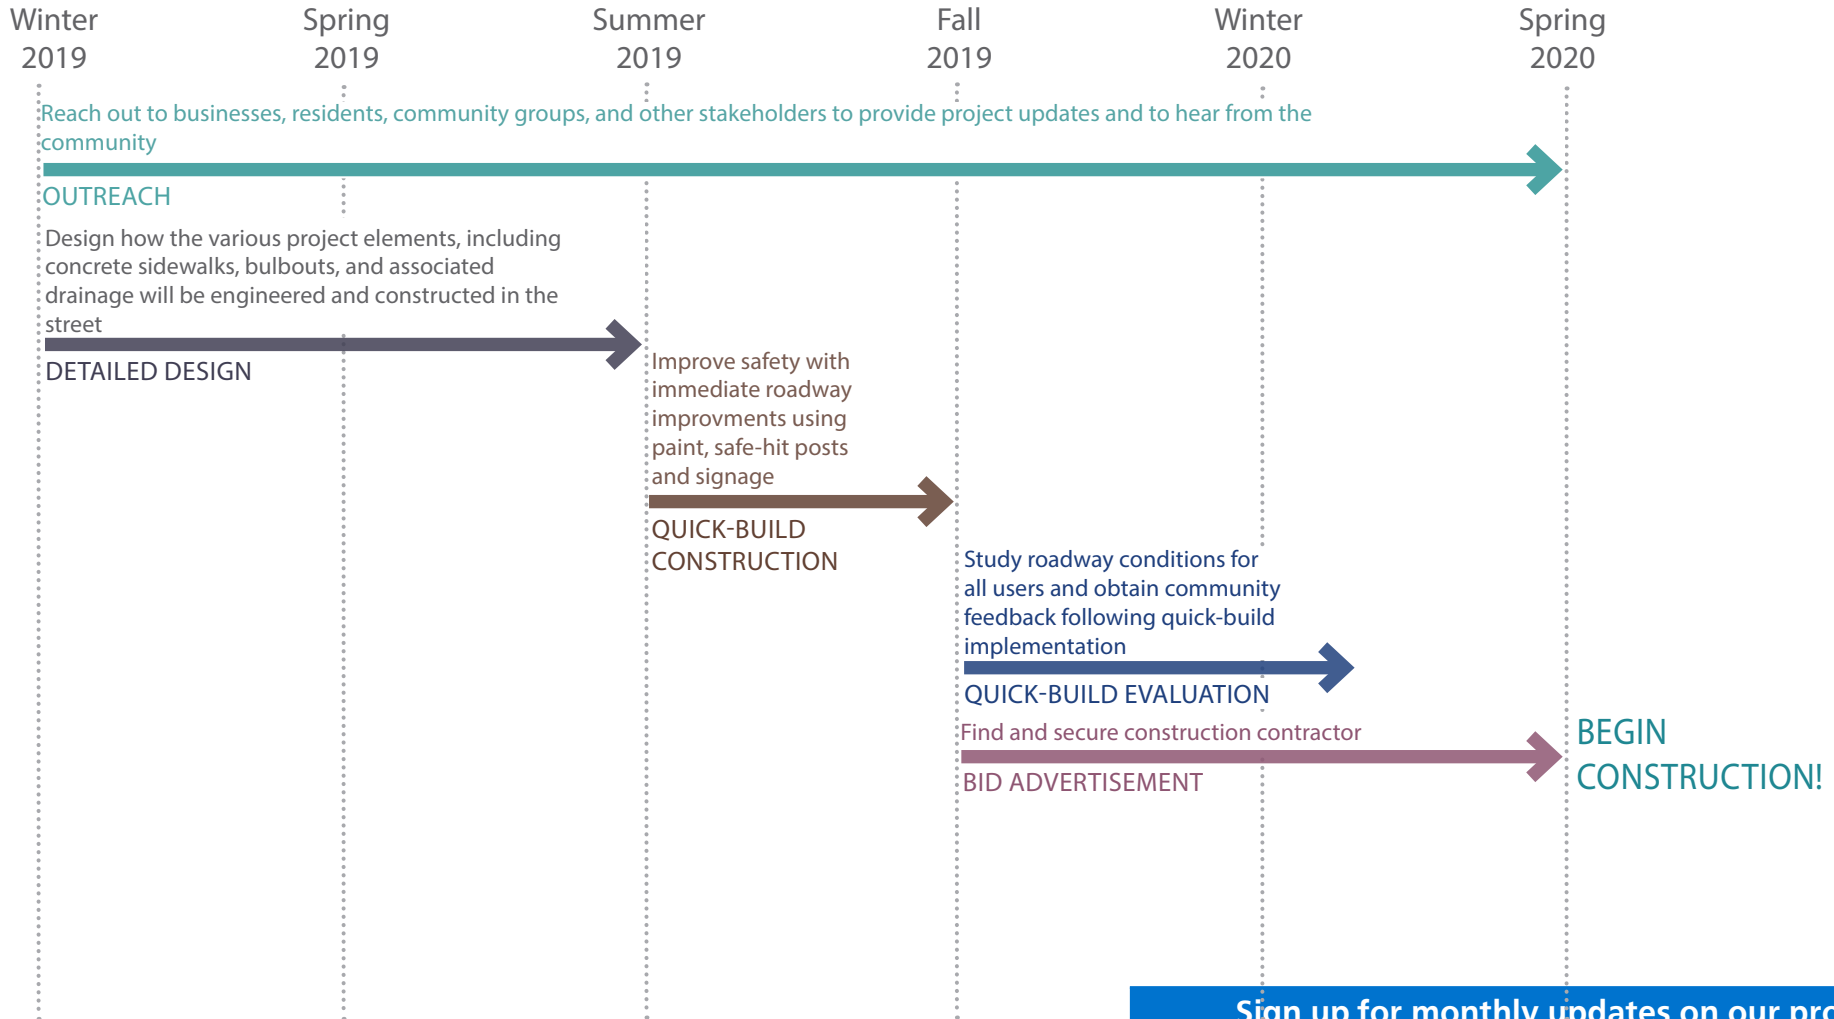 Winter
2019
Spring
2019
Summer
2019
Fall
2019
Winter
2020
Spring
2020
Reach out to businesses, residents, community groups, and other stakeholders to provide project updates and to hear from the
community
OUTREACH
Design how the various project elements, including
concrete sidewalks, bulbouts, and associated
drainage will be engineered and constructed in the
street
DETAILED DESIGN
Improve safety with
immediate roadway
improvments using
paint, safe-hit posts
and signage
QUICK-BUILD
CONSTRUCTION
Study roadway conditions for
all users and obtain community
feedback following quick-build
implementation
QUICK-BUILD EVALUATION
Find and secure construction contractor
BID ADVERTISEMENT
BEGIN
CONSTRUCTION!
Sign up for monthly updates on our pro